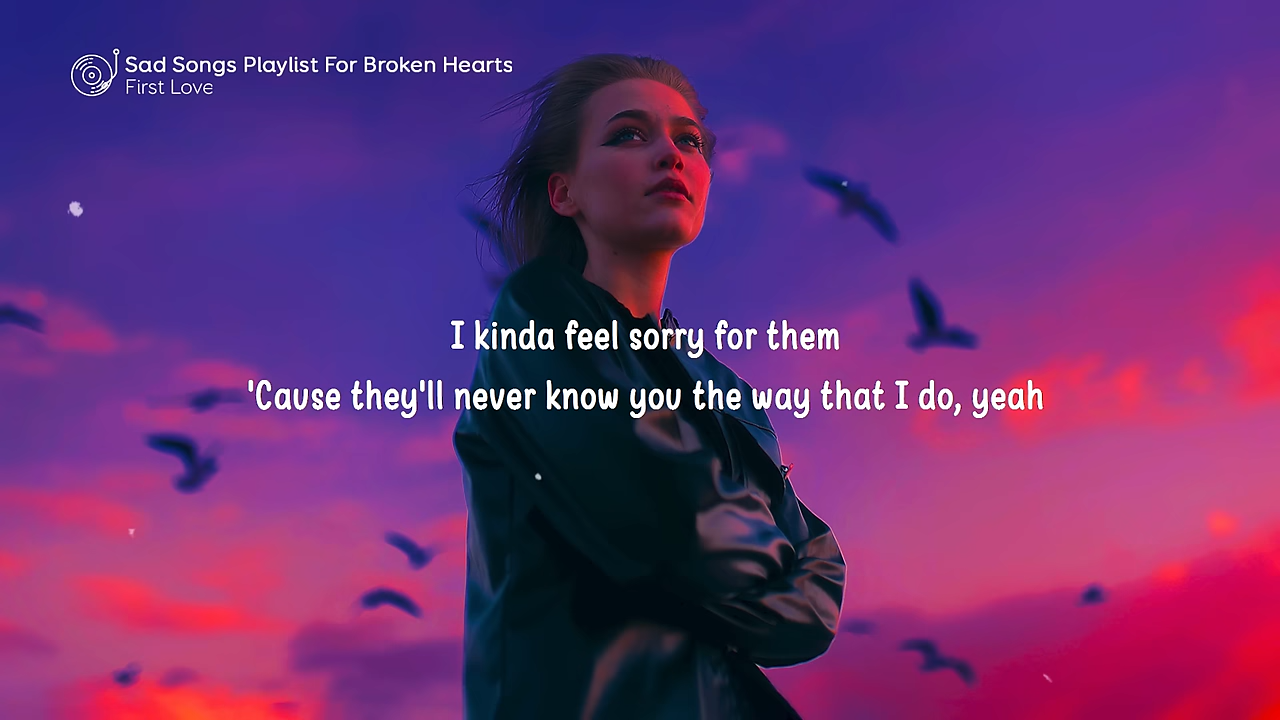 Sad Songs Playlist For Broken Hearts
First Love
I kinda feel sorry for them
'Cause they'll never know you the way that I do, yeah